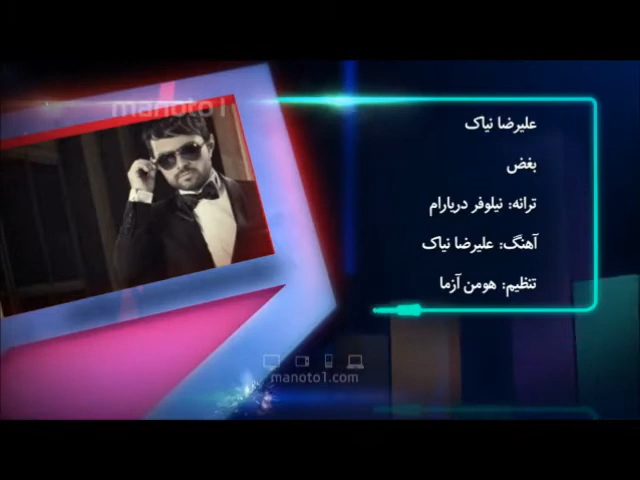 manoto1
علیرضا نیاک
بغض
ترانه: نیلوفر دریارام
آهنگ: علیرضا نیاک
تنظیم: هومن آزما
manoto1.com